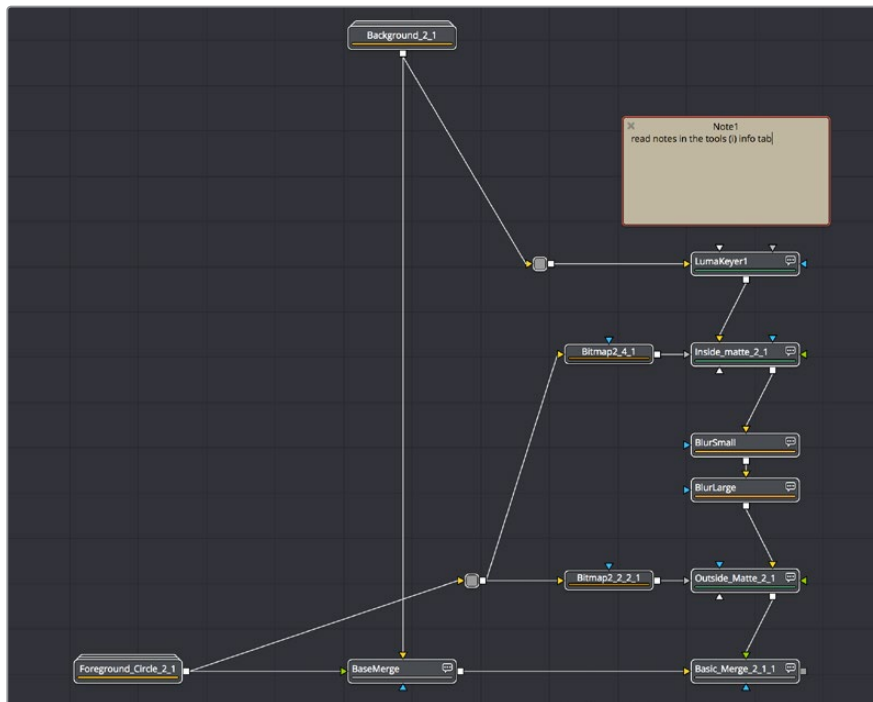 Background_2_1
Note1
read notes in the tools (i) info tab
LumaKeyer1
Bitmap2_4_1
Inside_matte_2_1
BlurSmall
BlurLarge
Bitmap2_2_2_1
Outside_Matte_2_1
Foreground_Circle_2_1
BaseMerge
Basic_Merge_2_1_1